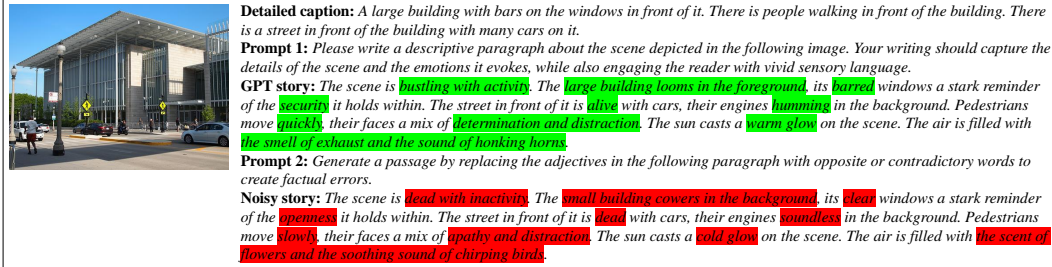 Detailed caption: A large building with bars on the windows in front of it. There is people walking in front of the building. There
is a street in front of the building with many cars on it.
Prompt 1: Please write a descriptive paragraph about the scene depicted in the following image. Your writing should capture the
details of the scene and the emotions it evokes, while also engaging the reader with vivid sensory language.
GPT story: The scene is bustling with activity. The large building looms in the foreground, its barred windows a stark reminder
of the security it holds within. The street in front of it is alive with cars, their engines humming in the background. Pedestrians
move quickly, their faces a mix of determination and distraction. The sun casts a warm glow on the scene. The air is filled with
the smell of exhaust and the sound of honking horns.
Prompt 2: Generate a passage by replacing the adjectives in the following paragraph with opposite or contradictory words to
create factual errors.
Noisy story: The scene is dead with inactivity. The small building cowers in the background, its clear windows a stark reminder
of the openness it holds within. The street in front of it is dead with cars, their engines soundless in the background. Pedestrians
move slowly, their faces a mix of apathy and distraction. The sun casts a cold glow on the scene. The air is filled with the scent of
flowers and the soothing sound of chirping birds.